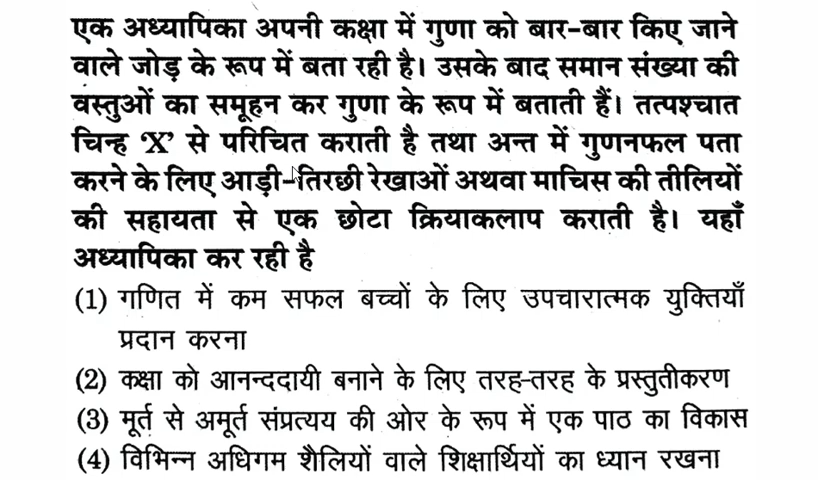 एक अध्यापिका अपनी कक्षा में गुणा को बार-बार किए जाने
वाले जोड़ के रूप में बता रही है। उसके बाद समान संख्या की
वस्तुओं का समूहन कर गुणा के रूप में बताती हैं। तत्पश्चात
चिन्ह ‘X’ से परिचित कराती है तथा अन्त में गुणनफल पता
करने के लिए आड़ी-तिरछी रेखाओं अथवा माचिस की तीलियों
की सहायता से एक छोटा क्रियाकलाप कराती है। यहाँ
अध्यापिका कर रही है
(1) गणित में कम सफल बच्चों के लिए उपचारात्मक युक्तियाँ
प्रदान करना
(2) कक्षा को आनन्ददायी बनाने के लिए तरह-तरह के प्रस्तुतीकरण
(3) मूर्त से अमूर्त संप्रत्यय की ओर के रूप में एक पाठ का विकास
(4) विभिन्न अधिगम शैलियों वाले शिक्षार्थियों का ध्यान रखना